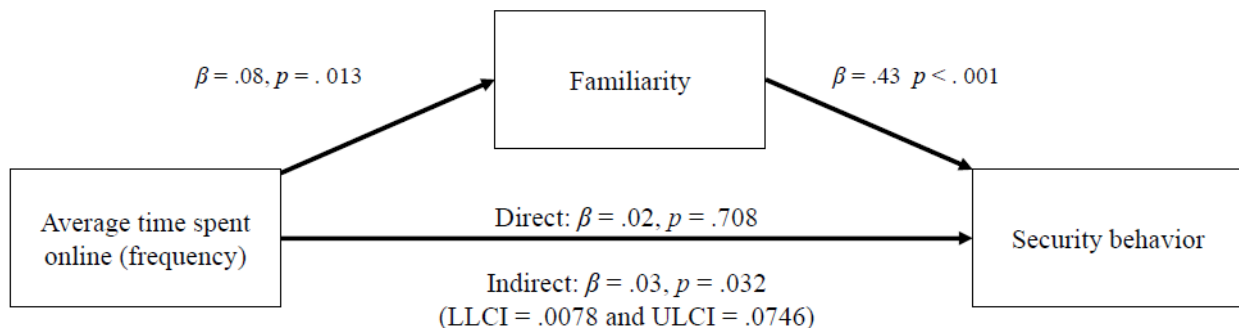 β = .08, p = . 013
Familiarity
β = .43 p < . 001
Average time spent
online (frequency)
Direct: β = .02, p = .708
Security behavior
Indirect: β = .03, p = .032
(LLCI = .0078 and ULCI = .0746)